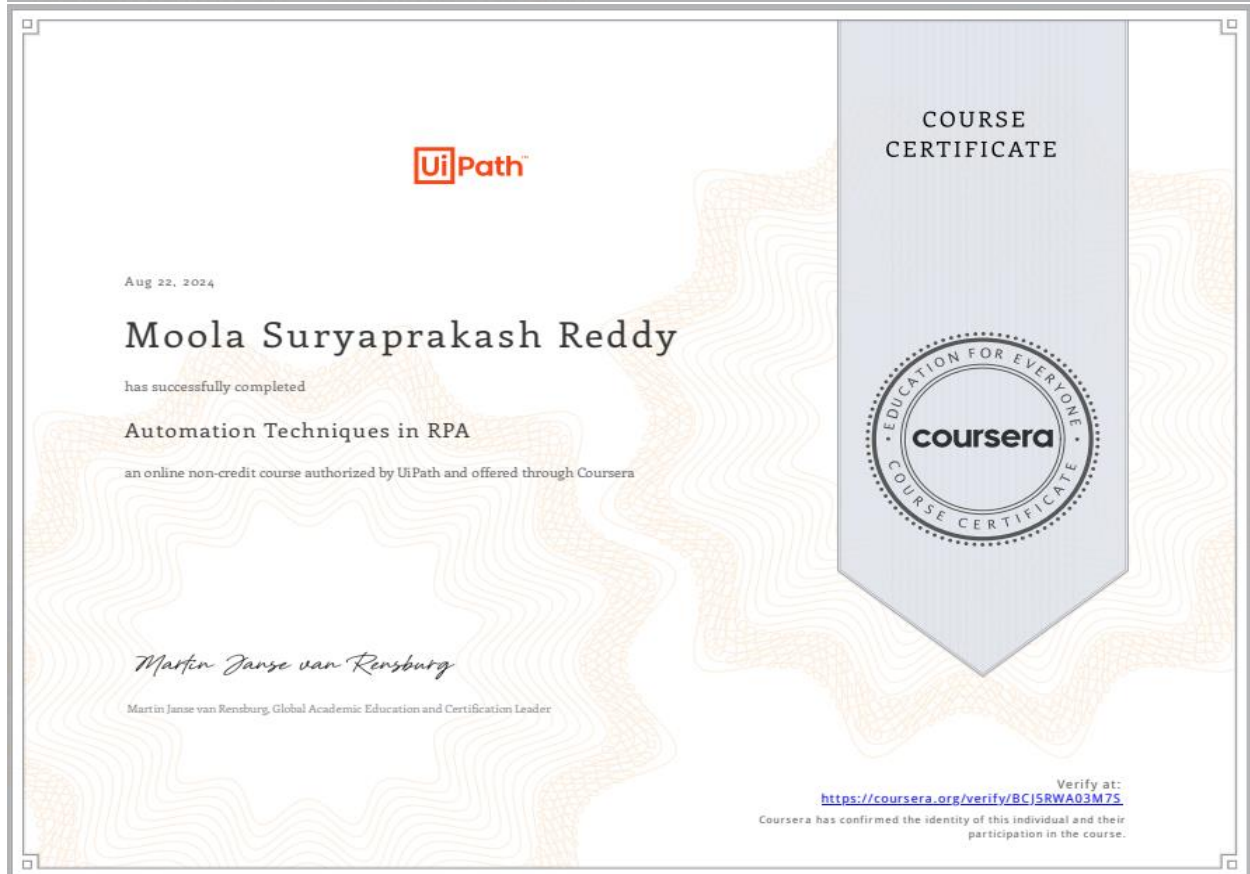 COURSE
CERTIFICATE
UiPath™
Aug 22, 2024
Moola Suryaprakash Reddy
has successfully completed
Automation Techniques in RPA
an online non-credit course authorized by UiPath and offered through Coursera
EDUCATION FOR EVERYONE
coursera
COURSE CERTIFICATE
Martin Janse van Rensburg
Martin Janse van Rensburg, Global Academic Education and Certification Leader
Verify at:
https://coursera.org/verify/BCJ5RWA03M7S
Coursera has confirmed the identity of this individual and their
participation in the course.